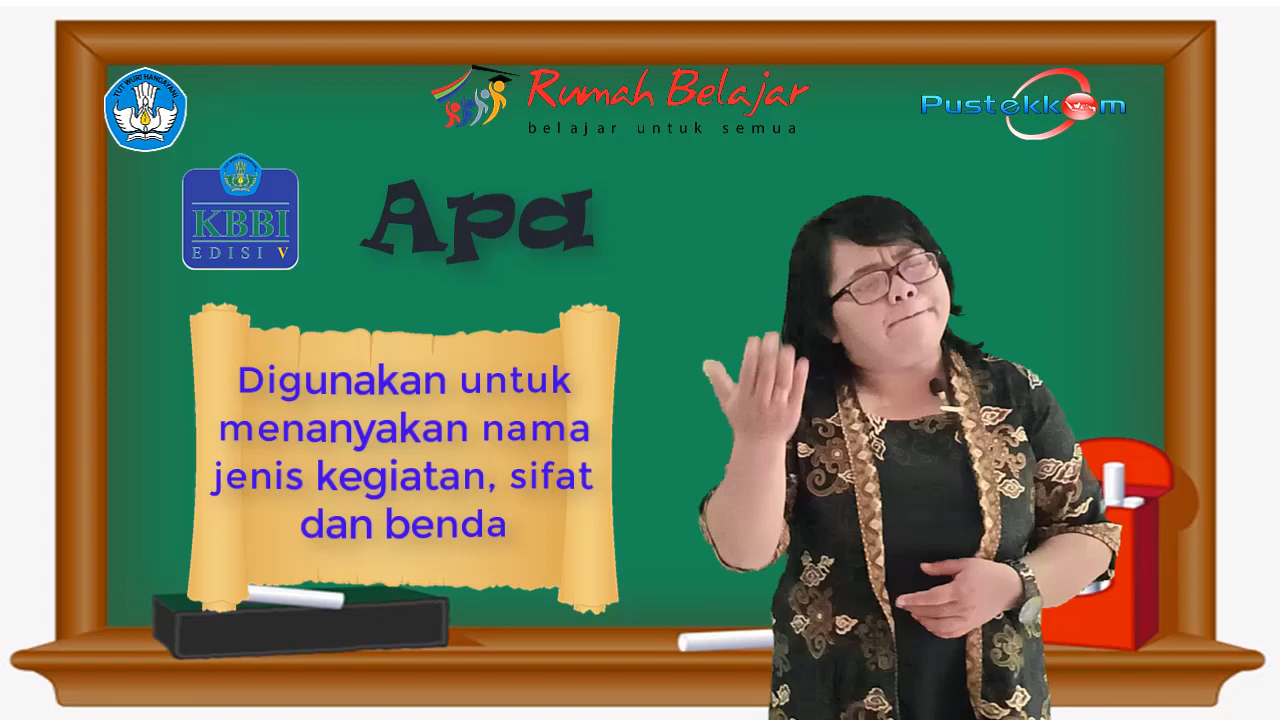 TUT WURI HANDAYANI
Rumah Belajar
belajar untuk semua
Pustekkom
KBBI
EDISI V
Apa
Digunakan untuk
menanyakan nama
jenis kegiatan, sifat
dan benda